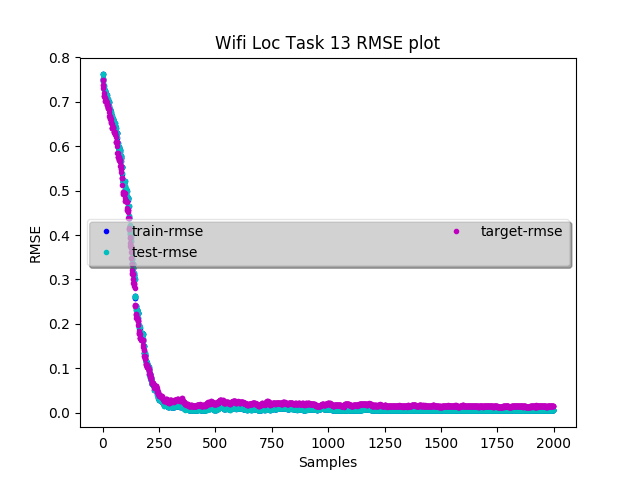 Wifi Loc Task 13 RMSE plot
0.8
0.7
0.6
0.5
0.4
0.3
0.2
0.1
0.0
RMSE
train-rmse
test-rmse
target-rmse
0 250 500 750 1000 1250 1500 1750 2000
Samples